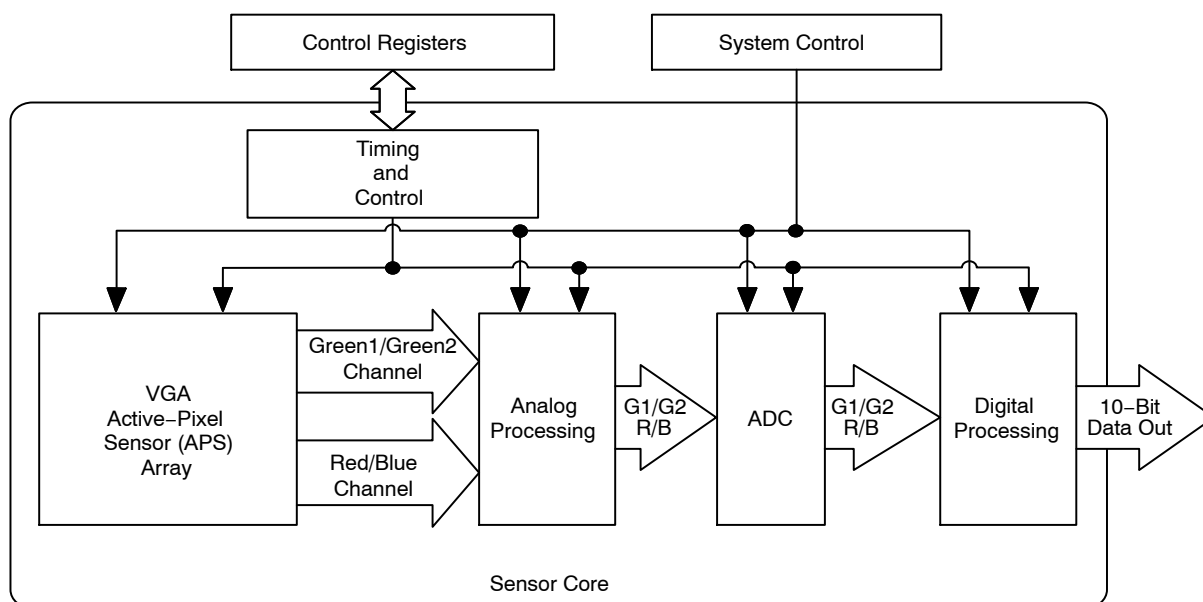 Control Registers
System Control
Timing
and
Control
VGA
Active−Pixel
Sensor (APS)
Array
Green1/Green2
Channel
Red/Blue
Channel
Analog
Processing
G1/G2
R/B
ADC
G1/G2
R/B
Digital
Processing
10−Bit
Data Out
Sensor Core